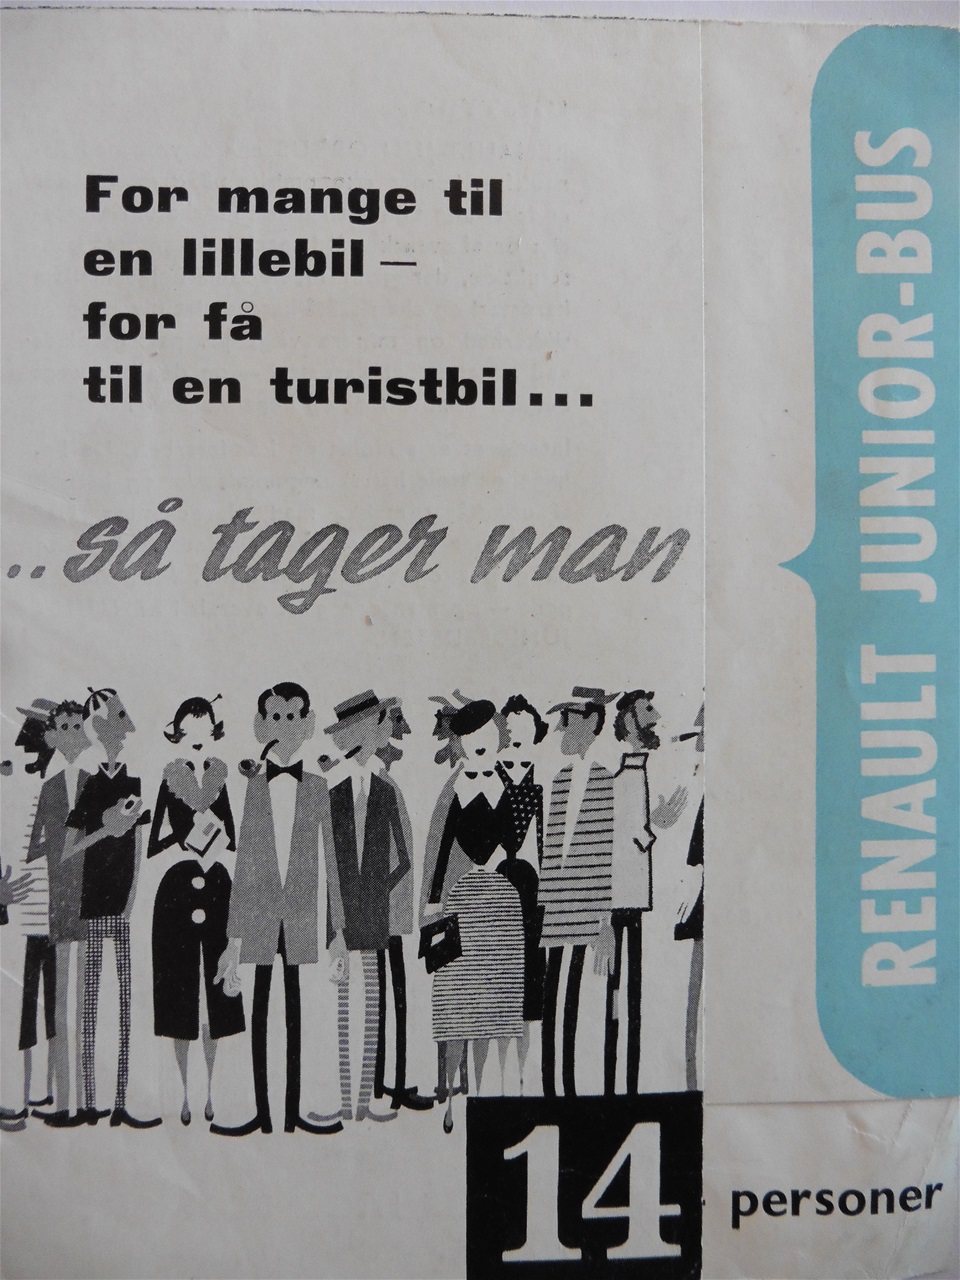 For mange til
en lillebil —
for få
til en turistbil...
..så tager man
RENAULT JUNIOR-BUS
14 personer